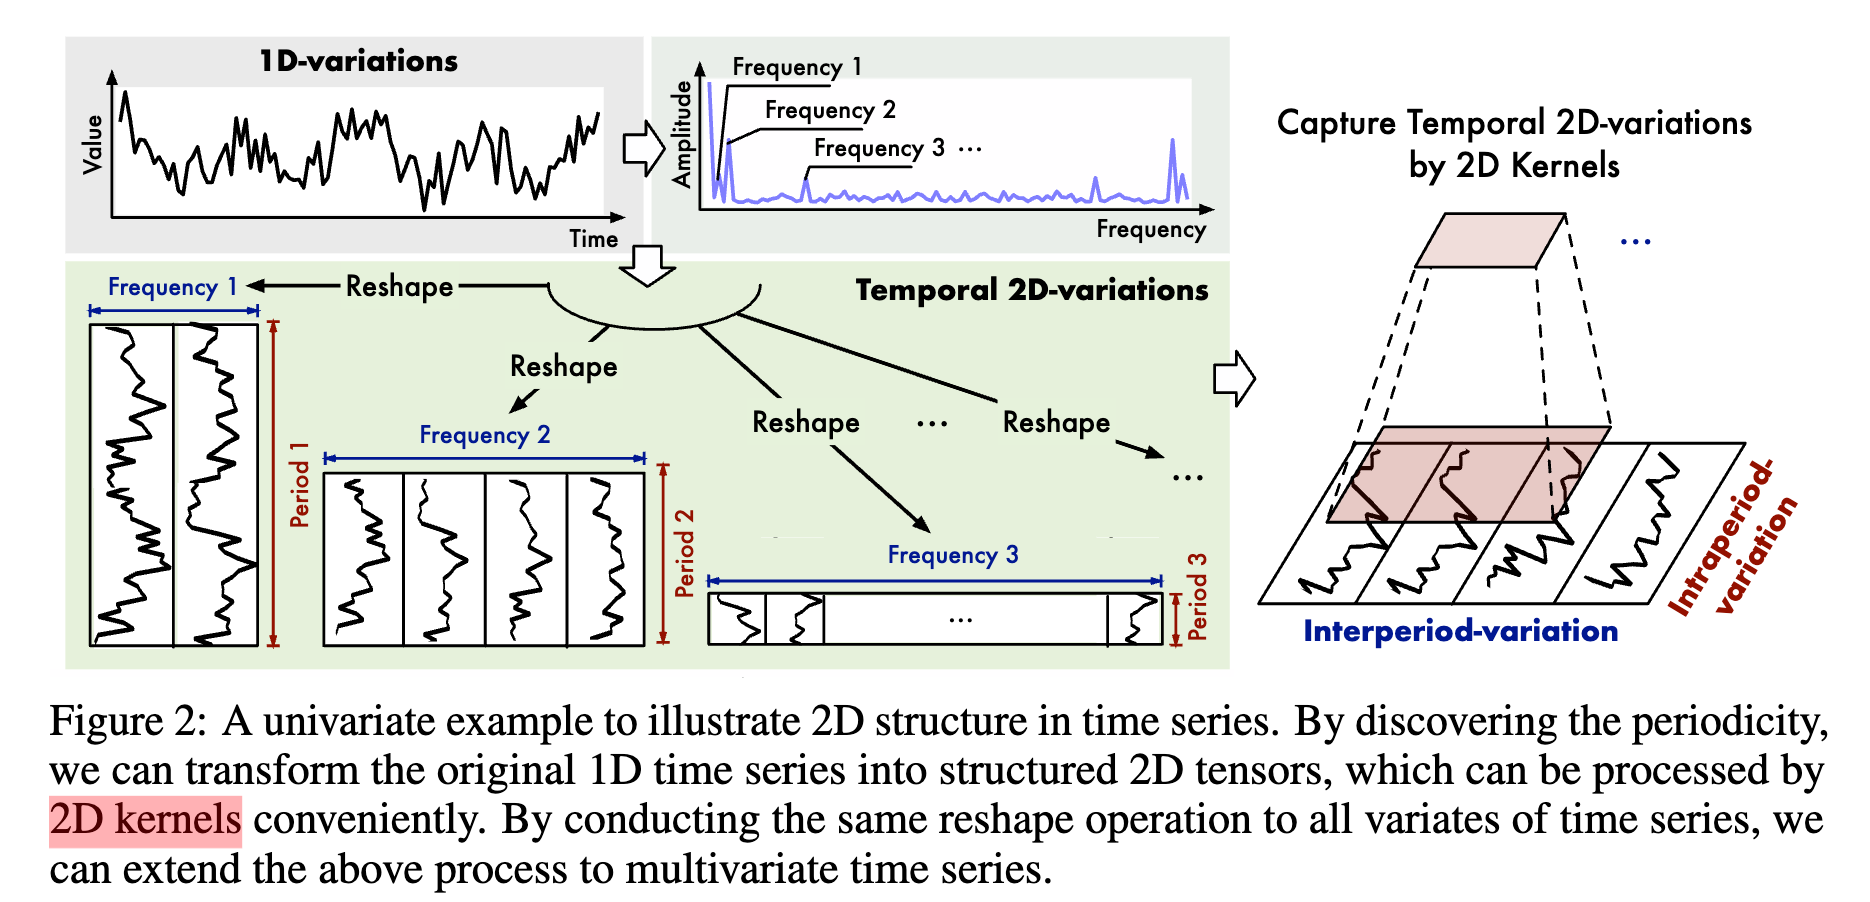 1D-variations
Value
Time
Amplitude
Frequency 1
Frequency 2
Frequency 3 ...
Frequency
Frequency 1
Reshape
Temporal 2D-variations
Period 1
Reshape
Frequency 2
Period 2
Reshape ... Reshape
...
Frequency 3
...
Period 3
Capture Temporal 2D-variations
by 2D Kernels
...
Interperiod-variation
Intraperiod-
variation
Figure 2: A univariate example to illustrate 2D structure in time series. By discovering the periodicity,
we can transform the original 1D time series into structured 2D tensors, which can be processed by
2D kernels conveniently. By conducting the same reshape operation to all variates of time series, we
can extend the above process to multivariate time series.